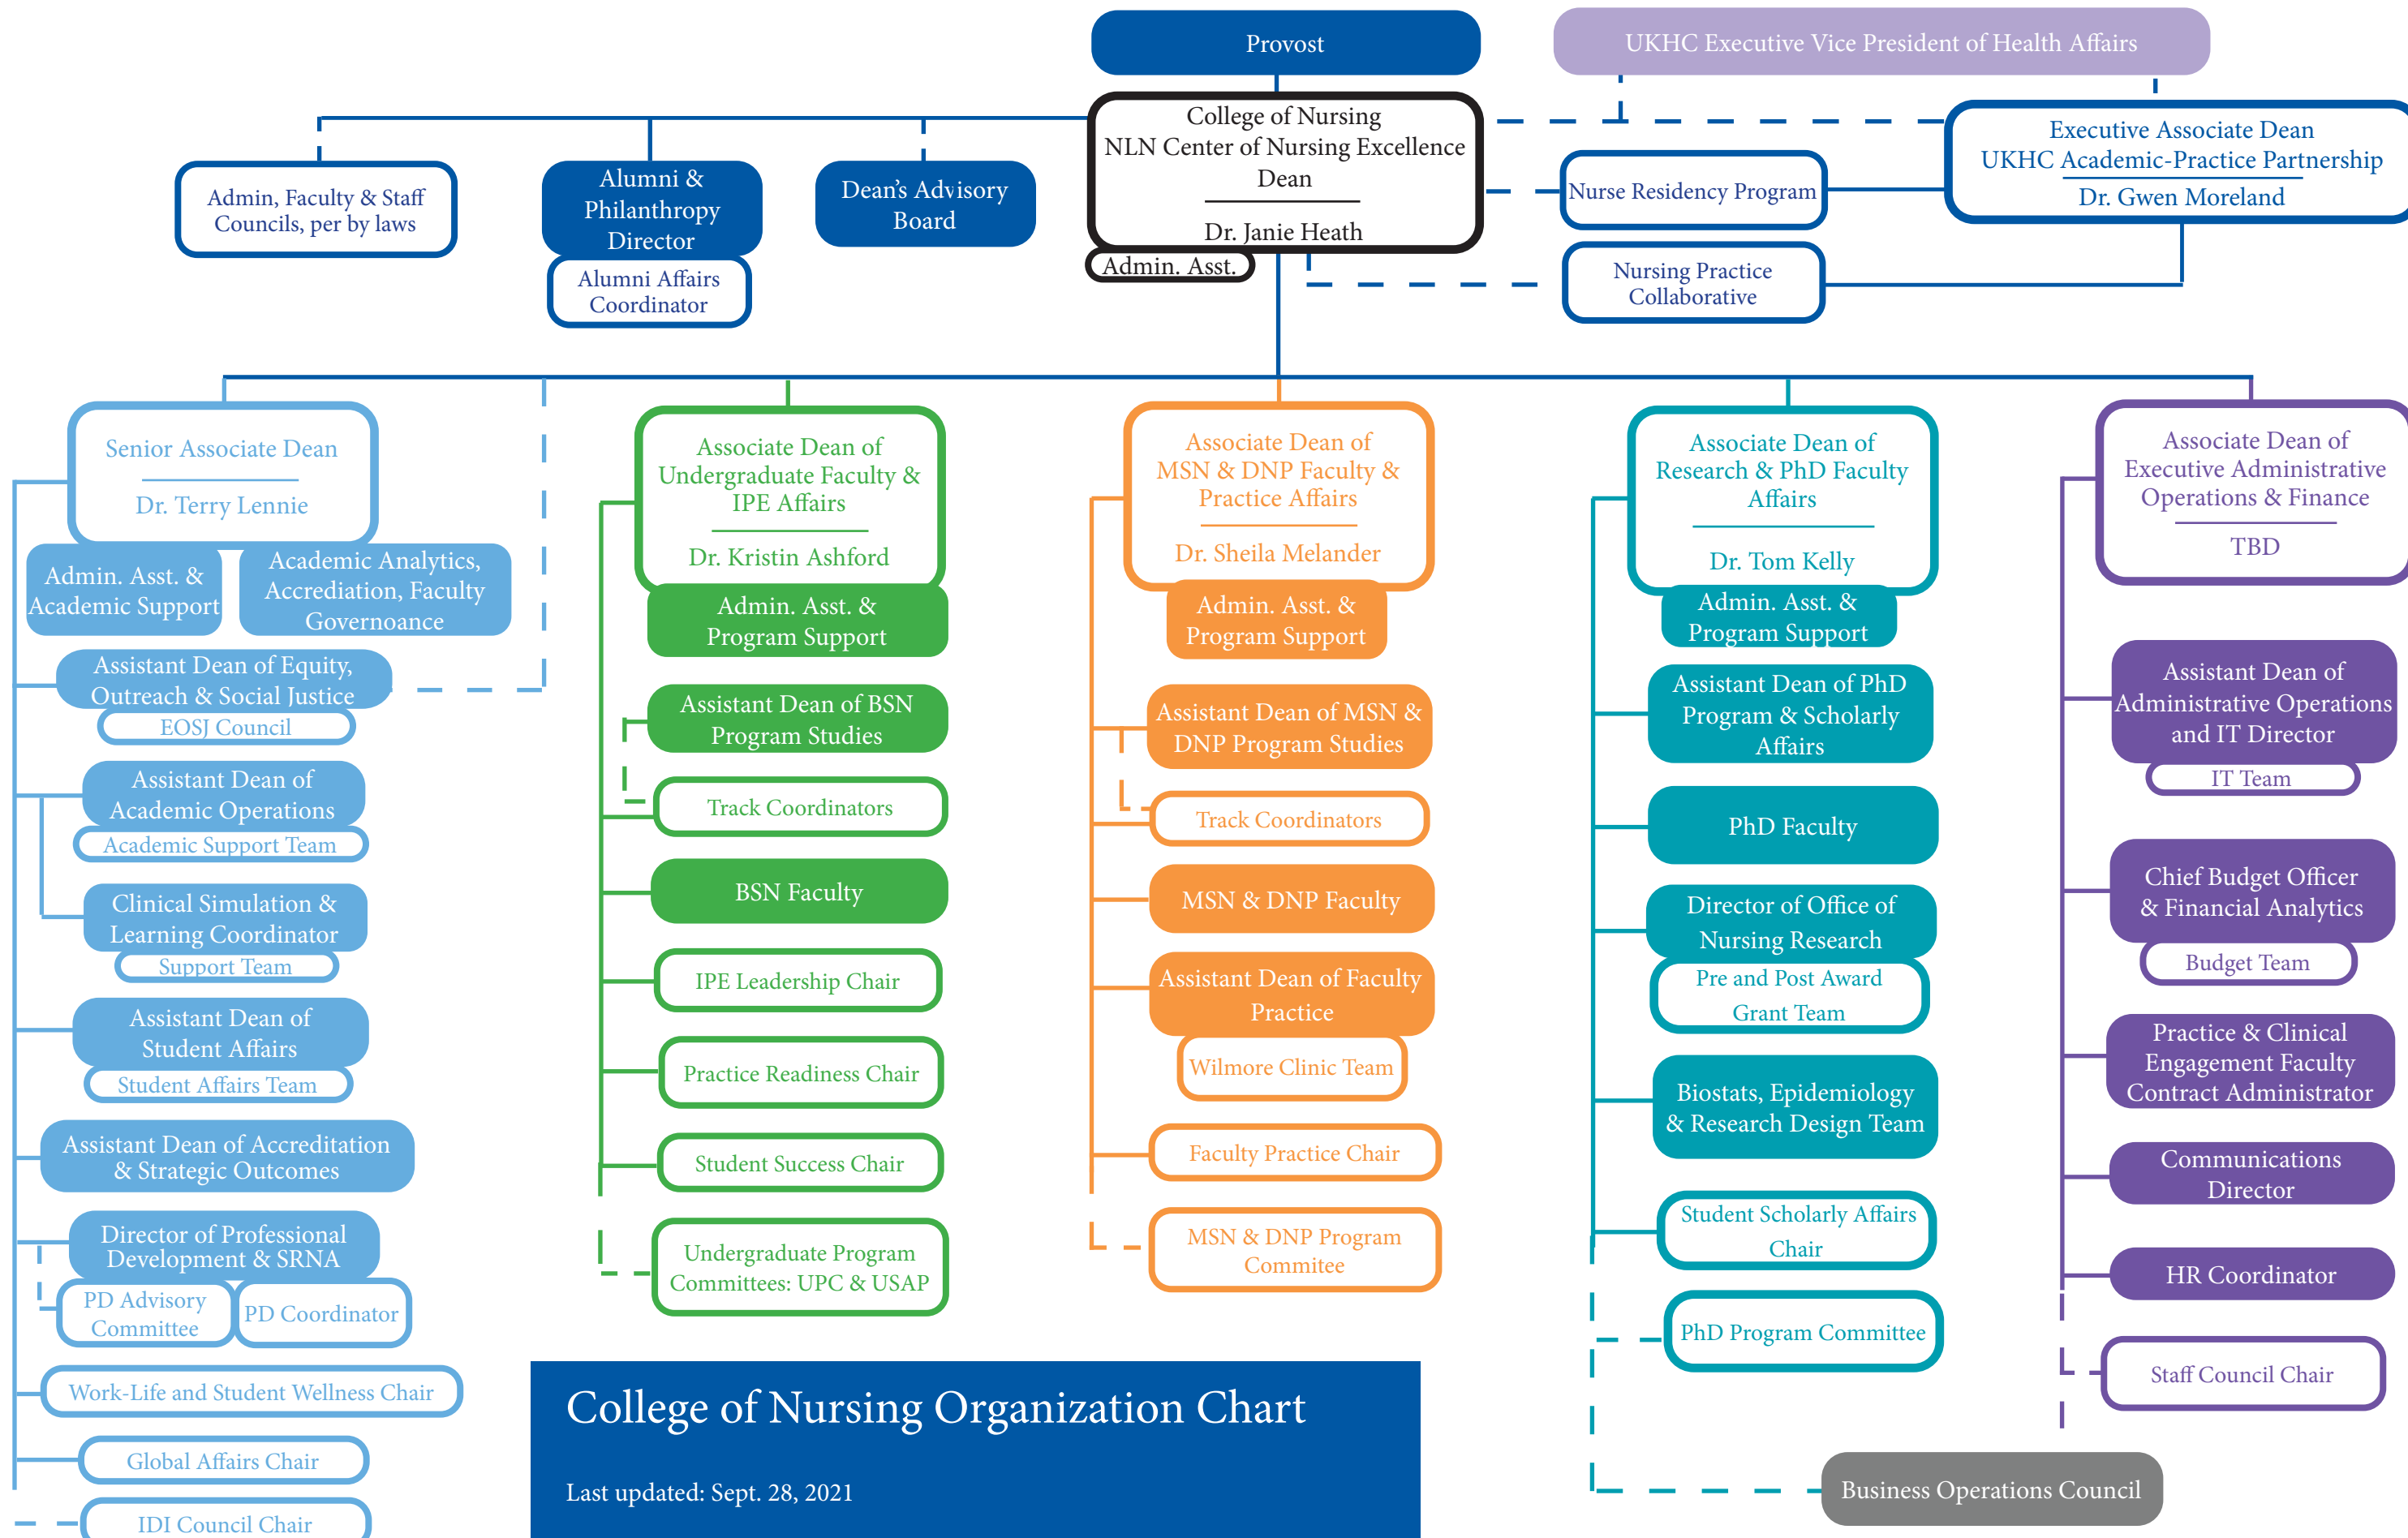 Provost
UKHC Executive Vice President of Health Affairs
College of Nursing
NLN Center of Nursing Excellence
Dean
Dr. Janie Heath
Admin. Asst.
Executive Associate Dean
UKHC Academic-Practice Partnership
Dr. Gwen Moreland
Admin, Faculty & Staff
Councils, per by laws
Alumni &
Philanthropy
Director
Alumni Affairs
Coordinator
Dean's Advisory
Board
Nurse Residency Program
Nursing Practice
Collaborative
Senior Associate Dean
Dr. Terry Lennie
Admin. Asst. &
Academic Support
Academic Analytics,
Accrediation, Faculty
Governoance
Assistant Dean of Equity,
Outreach & Social Justice
EOSJ Council
Assistant Dean of
Academic Operations
Academic Support Team
Clinical Simulation &
Learning Coordinator
Support Team
Assistant Dean of
Student Affairs
Student Affairs Team
Assistant Dean of Accreditation
& Strategic Outcomes
Director of Professional
Development & SRNA
PD Advisory
Committee
PD Coordinator
Work-Life and Student Wellness Chair
Global Affairs Chair
IDI Council Chair
Associate Dean of
Undergraduate Faculty &
IPE Affairs
Dr. Kristin Ashford
Admin. Asst. &
Program Support
Assistant Dean of BSN
Program Studies
Track Coordinators
BSN Faculty
IPE Leadership Chair
Practice Readiness Chair
Student Success Chair
Undergraduate Program
Committees: UPC & USAP
Associate Dean of
MSN & DNP Faculty &
Practice Affairs
Dr. Sheila Melander
Admin. Asst. &
Program Support
Assistant Dean of MSN &
DNP Program Studies
Track Coordinators
MSN & DNP Faculty
Assistant Dean of Faculty
Practice
Wilmore Clinic Team
Faculty Practice Chair
MSN & DNP Program
Commitee
Associate Dean of
Research & PhD Faculty
Affairs
Dr. Tom Kelly
Admin. Asst. &
Program Support
Assistant Dean of PhD
Program & Scholarly
Affairs
PhD Faculty
Director of Office of
Nursing Research
Pre and Post Award
Grant Team
Biostats, Epidemiology
& Research Design Team
Student Scholarly Affairs
Chair
PhD Program Committee
Associate Dean of
Executive Administrative
Operations & Finance
TBD
Assistant Dean of
Administrative Operations
and IT Director
IT Team
Chief Budget Officer
& Financial Analytics
Budget Team
Practice & Clinical
Engagement Faculty
Contract Administrator
Communications
Director
HR Coordinator
Staff Council Chair
Business Operations Council
College of Nursing Organization Chart
Last updated: Sept. 28, 2021